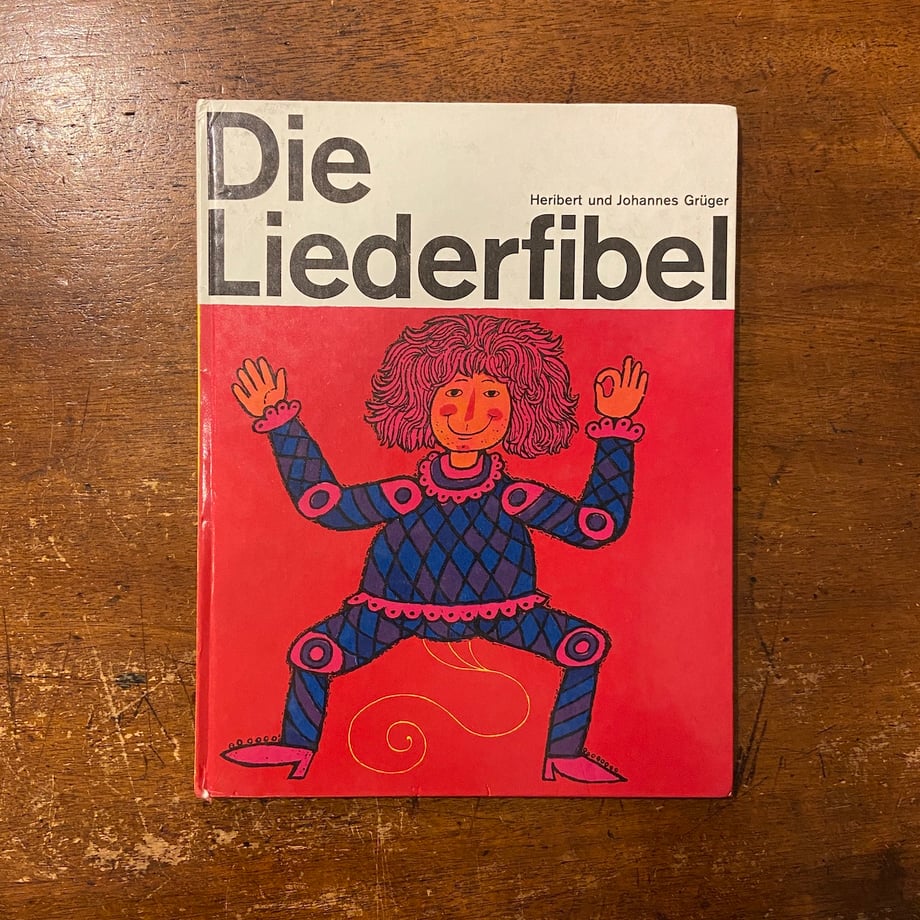 Die
Heribert und Johannes Grüger
Liederfibel